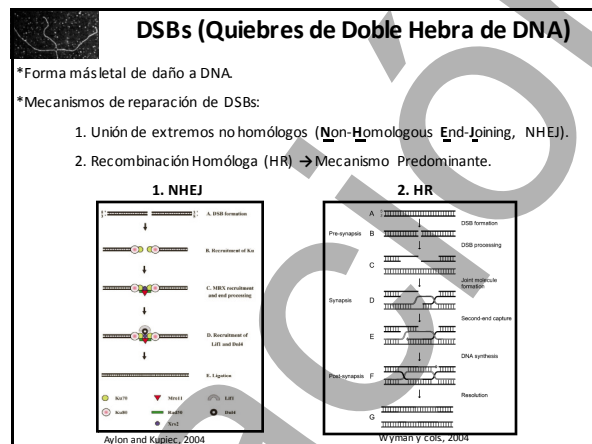 DSBs (Quiebres de Doble Hebra de DNA)
*Forma más letal de daño a DNA.
*Mecanismos de reparación de DSBs:
1. Unión de extremos no homólogos (Non-Homologous End-Joining, NHEJ).
2. Recombinación Homóloga (HR) → Mecanismo Predominante.
1. NHEJ
A. DSB formation
B. Recruitment of Ku
C. MRX recruitment
and end processing
D. Recruitment of
Lif1 and Dnl4
E. Ligation
Ku70
Mre11
Lif1
Ku80
Rad50
Dnl4
Xrs2
Aylon and Kupiec, 2004
2. HR
A
DSB formation
Pre-synapsis
B
DSB processing
C
Joint molecule
formation
Synapsis
D
Second-end capture
E
DNA synthesis
Post-synapsis
F
Resolution
G
Wyman y cols, 2004